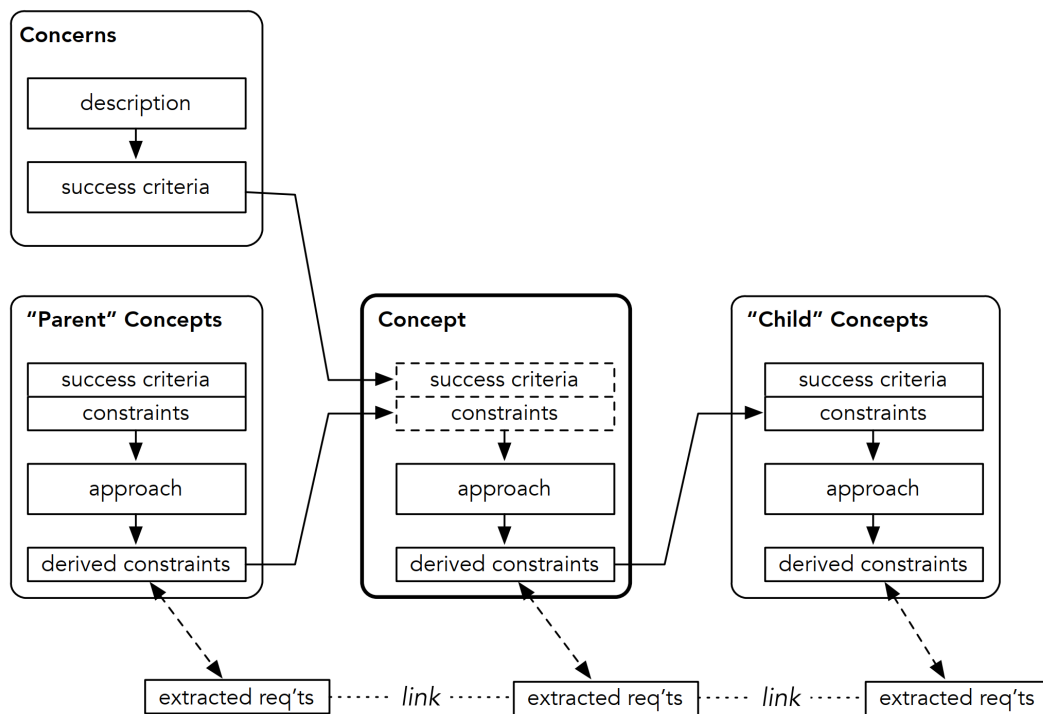 Concerns
description
success criteria
“Parent” Concepts
success criteria
constraints
approach
derived constraints
Concept
success criteria
constraints
approach
derived constraints
“Child” Concepts
success criteria
constraints
approach
derived constraints
extracted req’ts
link
extracted req’ts
link
extracted req’ts